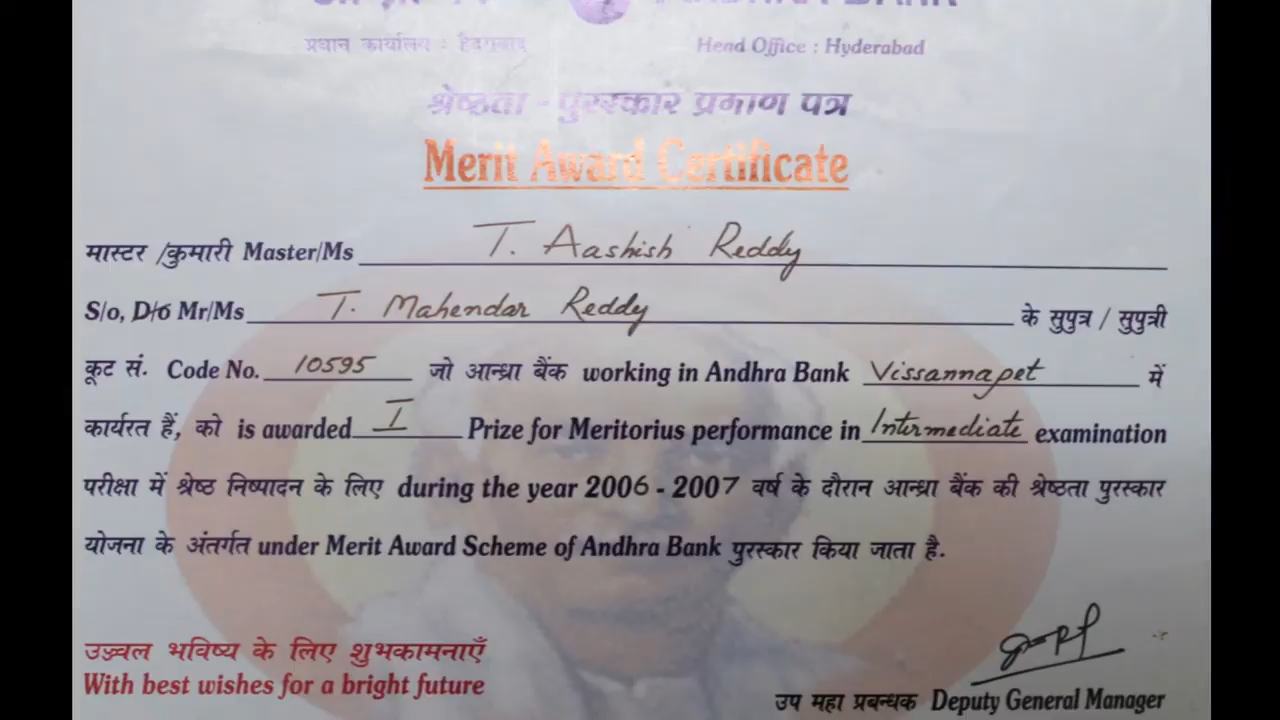 प्रधान कार्यालय : हैदराबाद Head Office : Hyderabad
श्रेष्ठता - पुरस्कार प्रमाण पत्र
Merit Award Certificate
मास्टर /कुमारी Master/Ms T. Aashish Reddy
S/o, D/o Mr/Ms T. Mahendar Reddy के सुपुत्र / सुपुत्री
कूट सं. Code No. 10595 जो आन्ध्रा बैंक working in Andhra Bank Vissannapet में
कार्यरत हैं, को is awarded I Prize for Meritorius performance in Intermediate examination
परीक्षा में श्रेष्ठ निष्पादन के लिए during the year 2006 - 2007 वर्ष के दौरान आन्ध्रा बैंक की श्रेष्ठता पुरस्कार
योजना के अंतर्गत under Merit Award Scheme of Andhra Bank पुरस्कार किया जाता है.
उज्ज्वल भविष्य के लिए शुभकामनाएँ
With best wishes for a bright future
उप महा प्रबन्धक Deputy General Manager